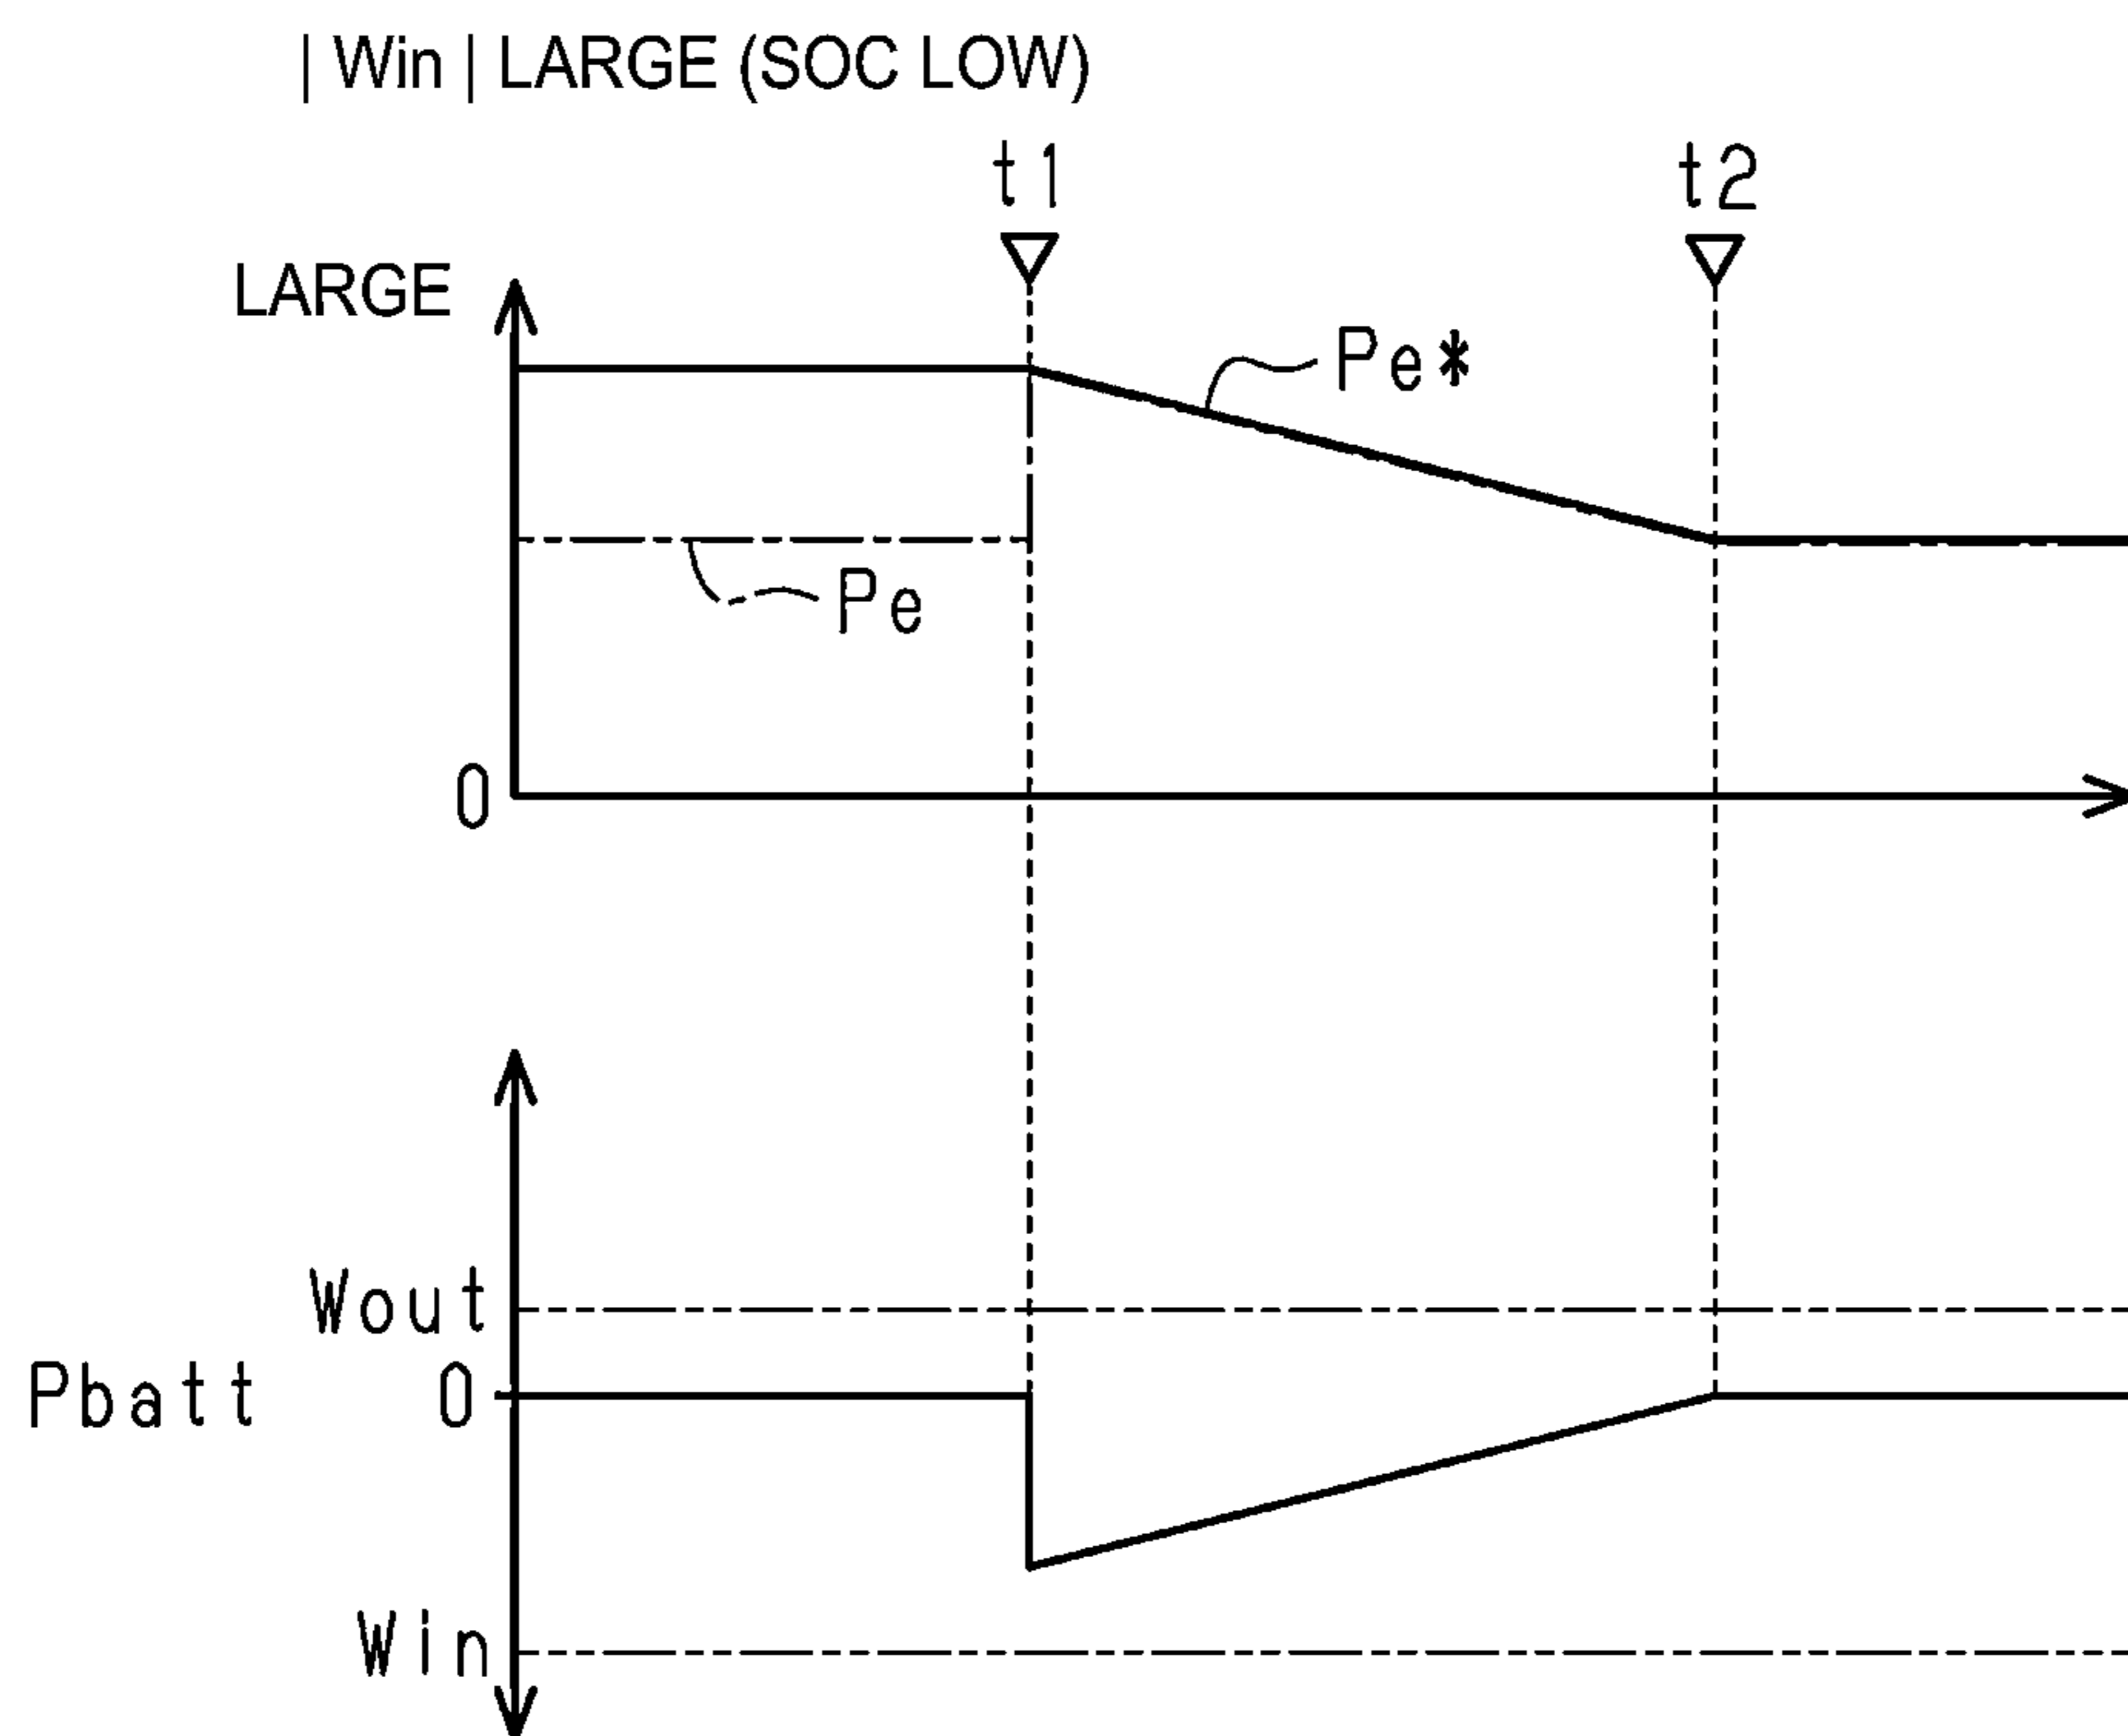 | Win | LARGE (SOC LOW)
t1 t2
LARGE
Pe*
Pe
0
Wout
Pbatt 0
Win